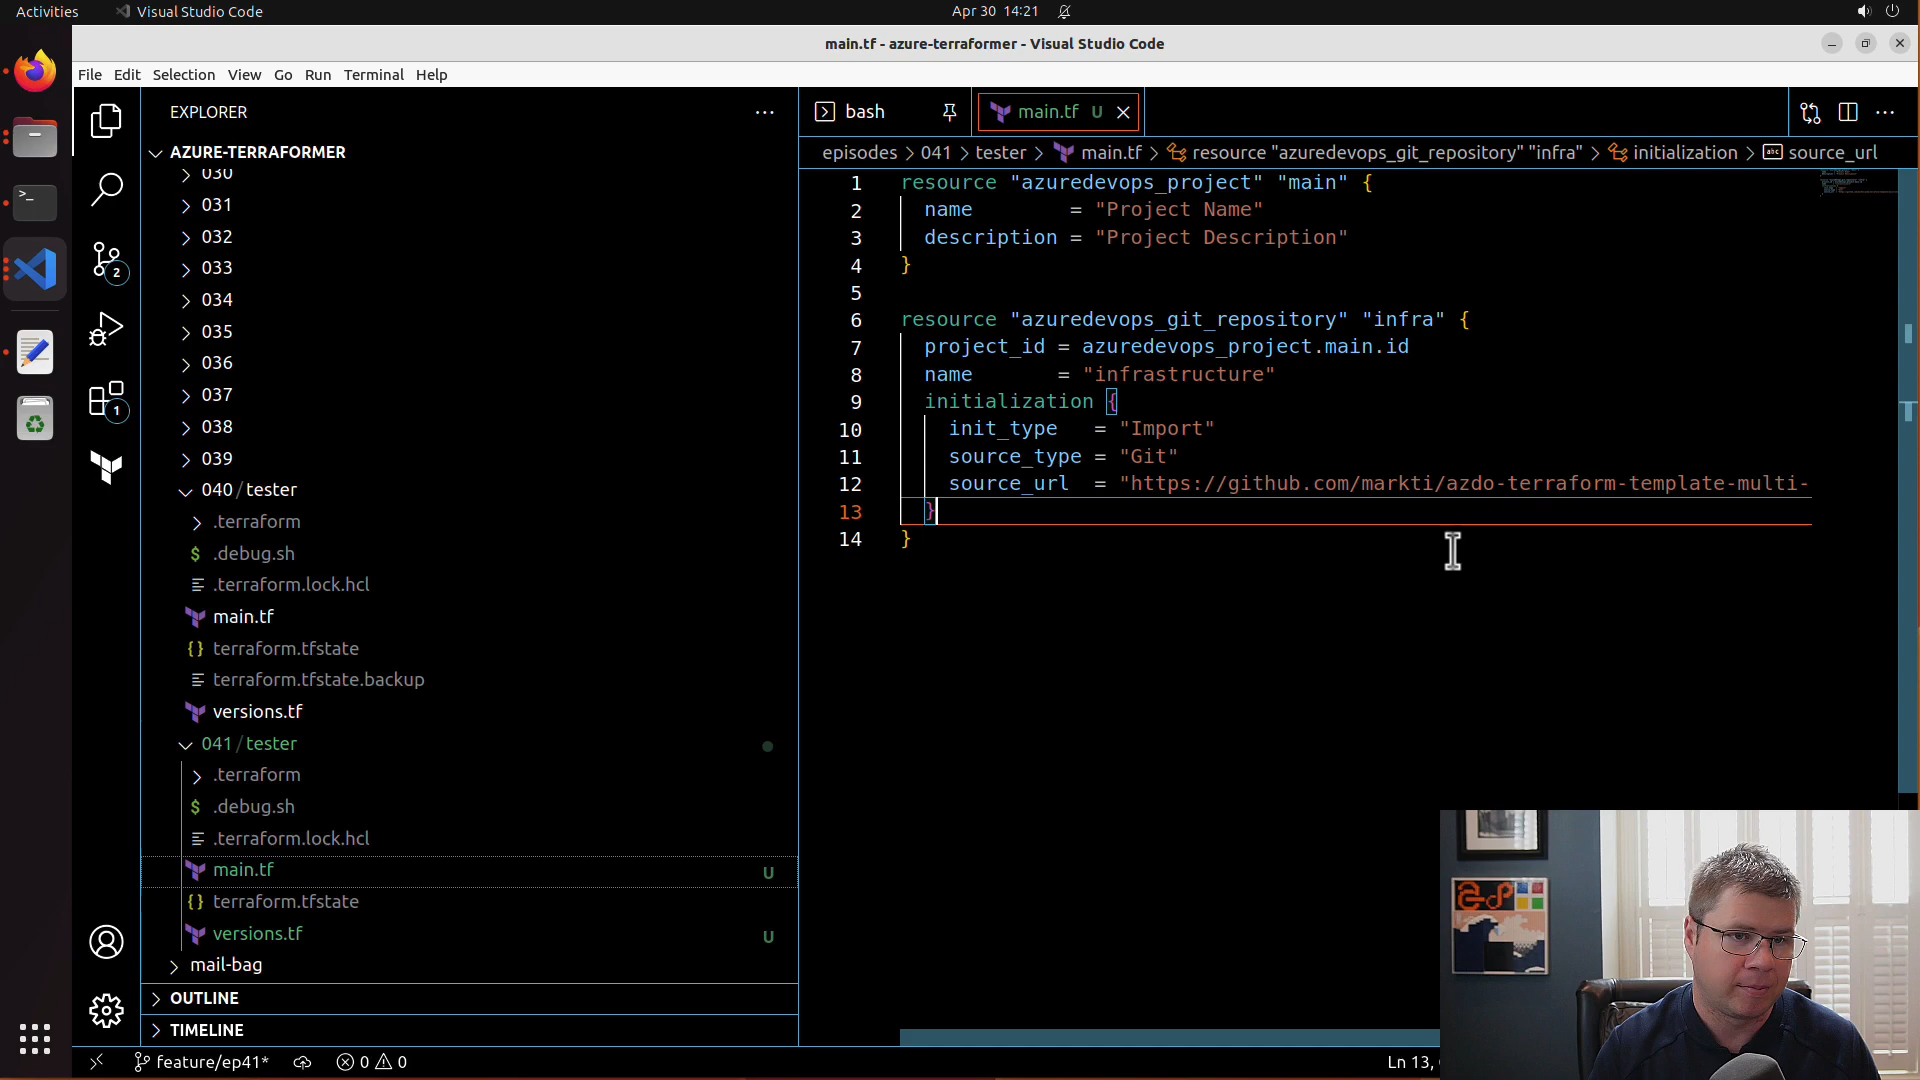 Activities
Visual Studio Code
Apr 30 14:21
main.tf - azure-terraformer - Visual Studio Code
File Edit Selection View Go Run Terminal Help
EXPLORER
AZURE-TERRAFORMER
030
031
032
033
034
035
036
037
038
039
040 / tester
.terraform
$ .debug.sh
.terraform.lock.hcl
main.tf
{} terraform.tfstate
terraform.tfstate.backup
versions.tf
041 / tester
.terraform
$ .debug.sh
.terraform.lock.hcl
main.tf U
{} terraform.tfstate
versions.tf U
mail-bag
OUTLINE
TIMELINE
2
1
bash
main.tf U
episodes > 041 > tester > main.tf > resource "azuredevops_git_repository" "infra" > initialization > abc source_url
1 resource "azuredevops_project" "main" {
2 name = "Project Name"
3 description = "Project Description"
4 }
5
6 resource "azuredevops_git_repository" "infra" {
7 project_id = azuredevops_project.main.id
8 name = "infrastructure"
9 initialization {
10 init_type = "Import"
11 source_type = "Git"
12 source_url = "https://github.com/markti/azdo-terraform-template-multi-
13 }
14 }
feature/ep41*
0 0
Ln 13,